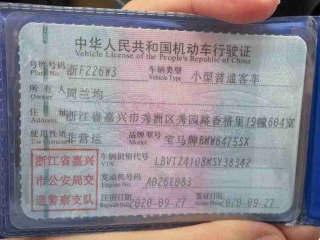 中华人民共和国机动车行驶证
Vehicle License of the People's Republic of China
号牌号码 浙F226W3 车辆类型 小型普通客车
Plate No. Vehicle Type
所有人 周兰均
Owner
住址 浙江省嘉兴市秀洲区秀园路香格里19幢604室
Address
使用性质 非营运 品牌型号 宝马牌BMW6475SX
浙江省嘉兴
市公安局交
通警察支队
车辆识别代号
VIN
发动机号码 A026E083
Engine No.
注册日期 2020-09-27 发证日期 2020-09-27